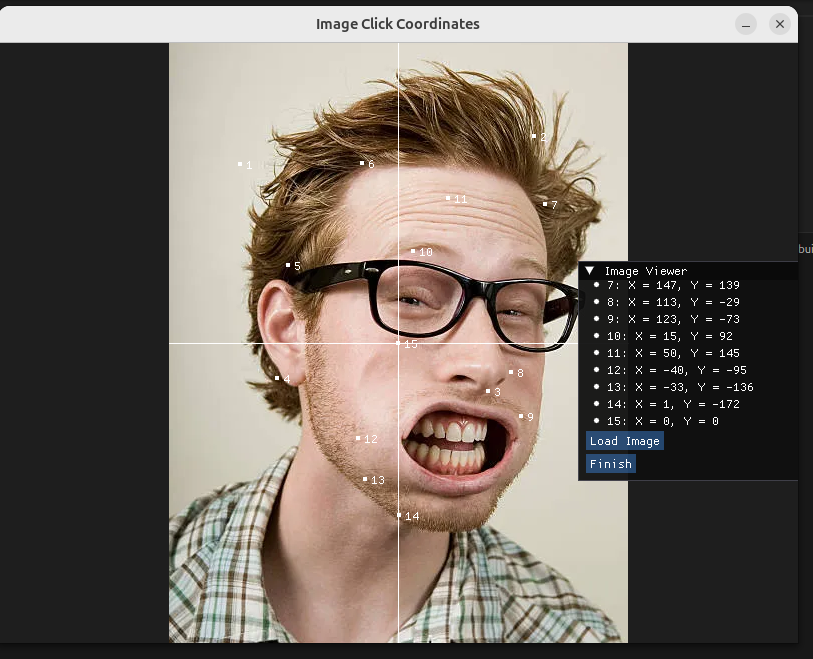 Image Click Coordinates
2
1
6
11
7
10
5
Image Viewer
7: X = 147, Y = 139
8: X = 113, Y = -29
9: X = 123, Y = -73
10: X = 15, Y = 92
11: X = 50, Y = 145
12: X = -40, Y = -95
13: X = -33, Y = -136
14: X = 1, Y = -172
15: X = 0, Y = 0
Load Image
Finish
15
8
4
3
9
12
13
14
bui